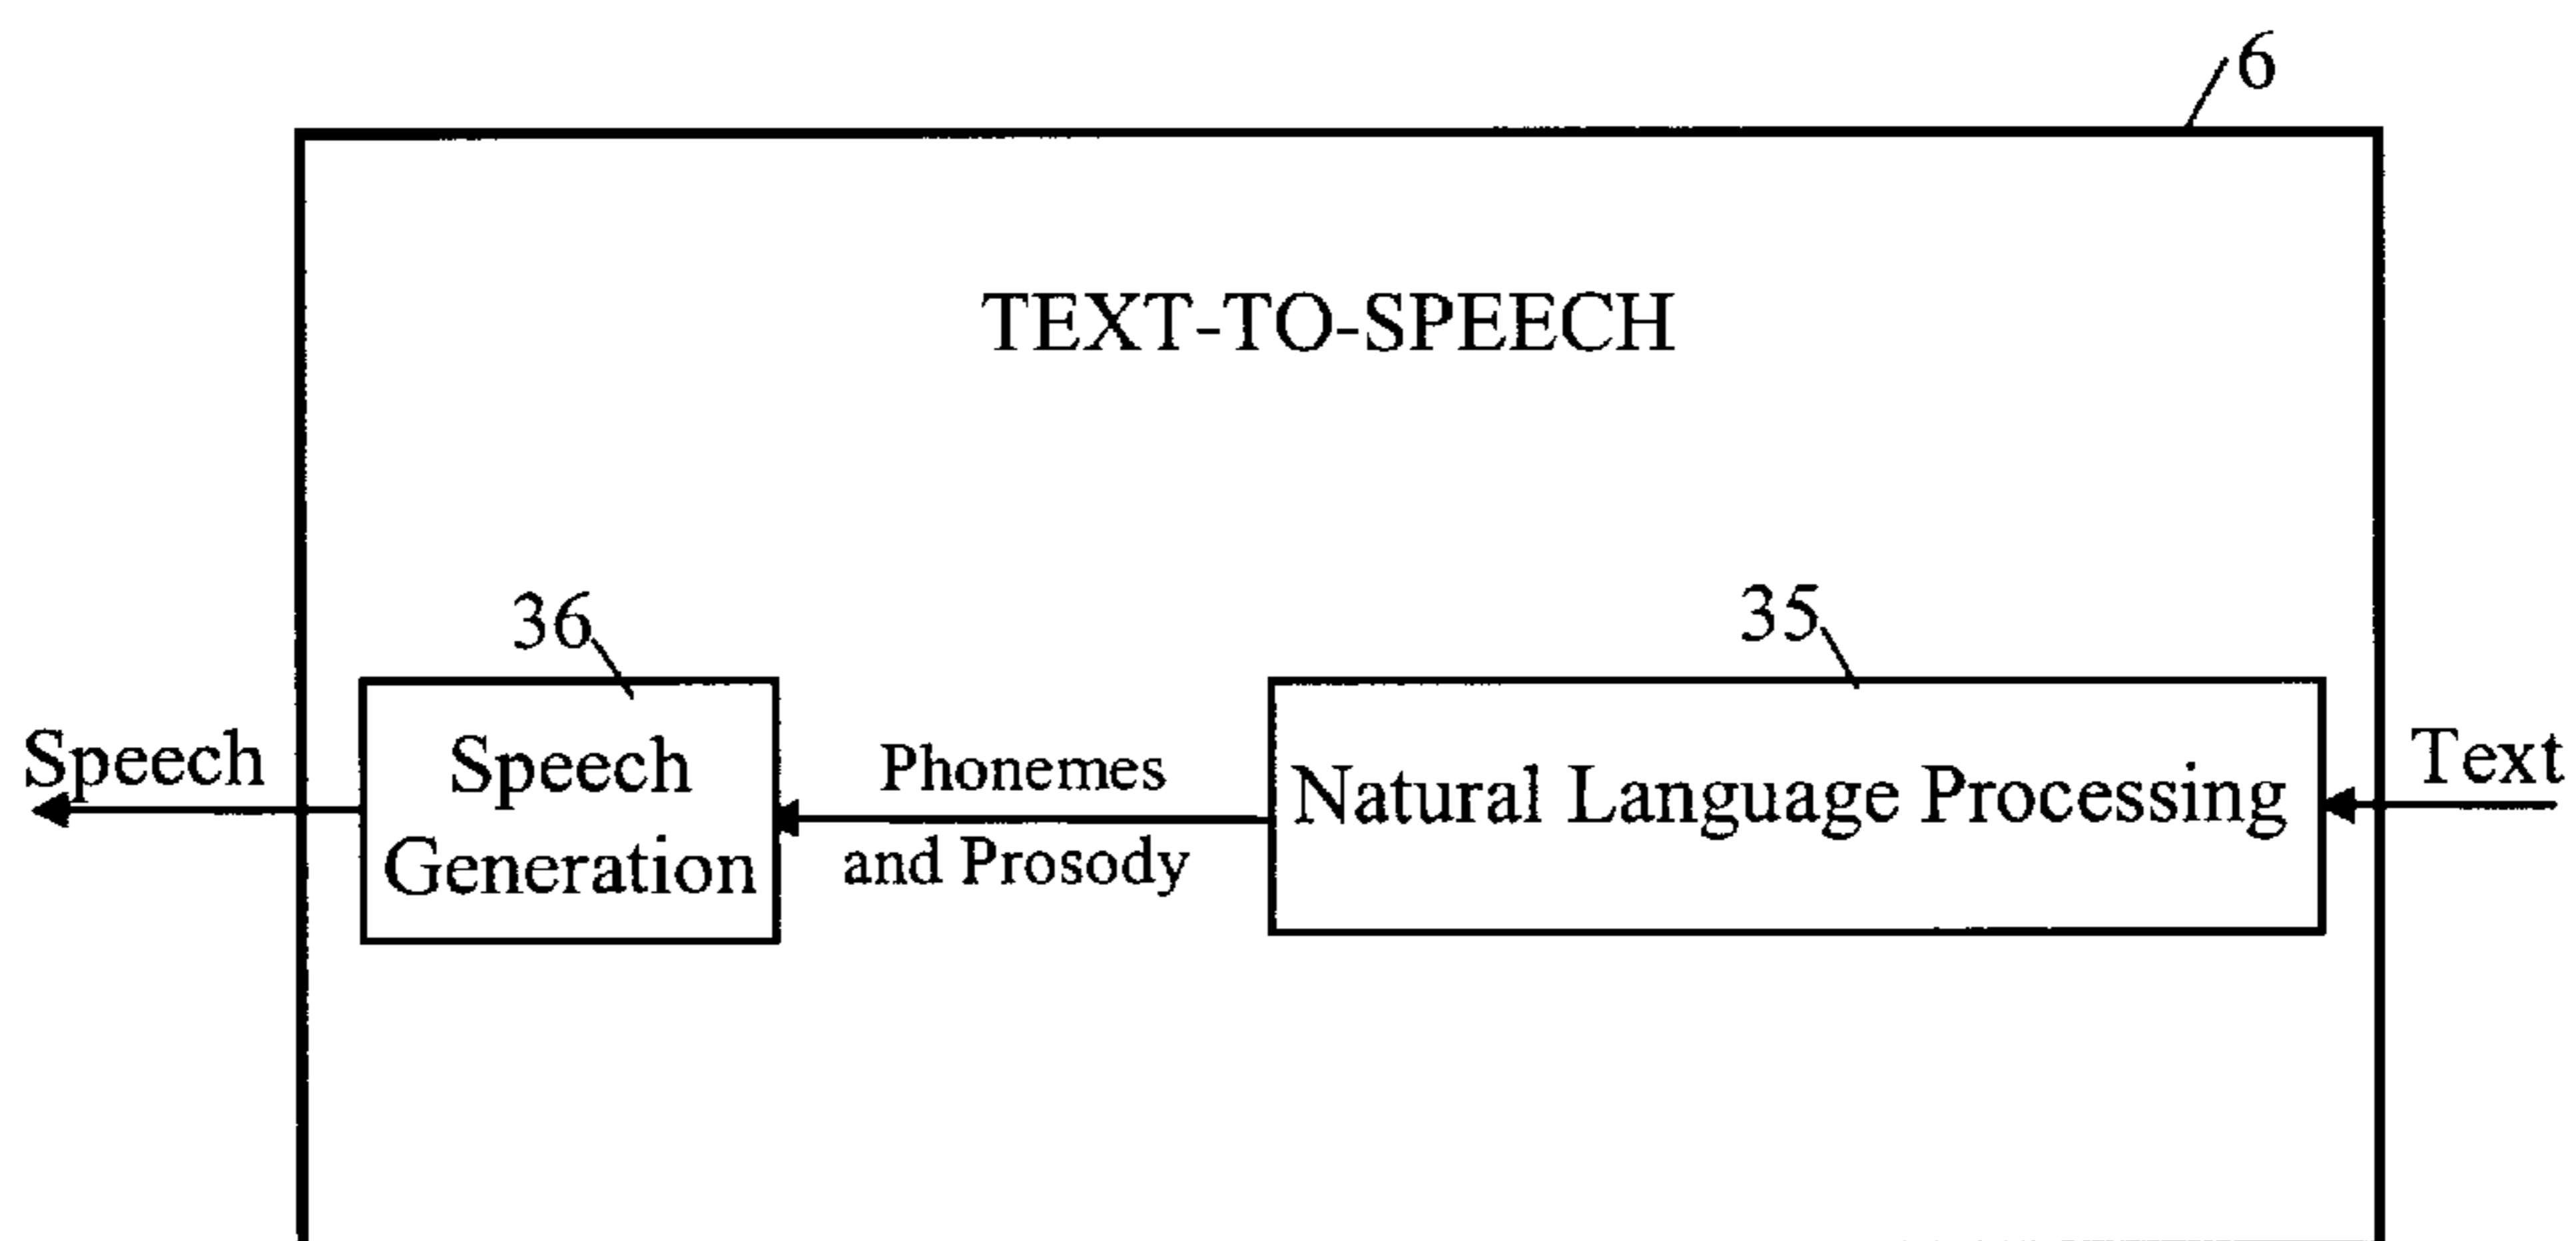 6
TEXT-TO-SPEECH
36
35
Speech
Speech
Generation
Phonemes
and Prosody
Natural Language Processing
Text